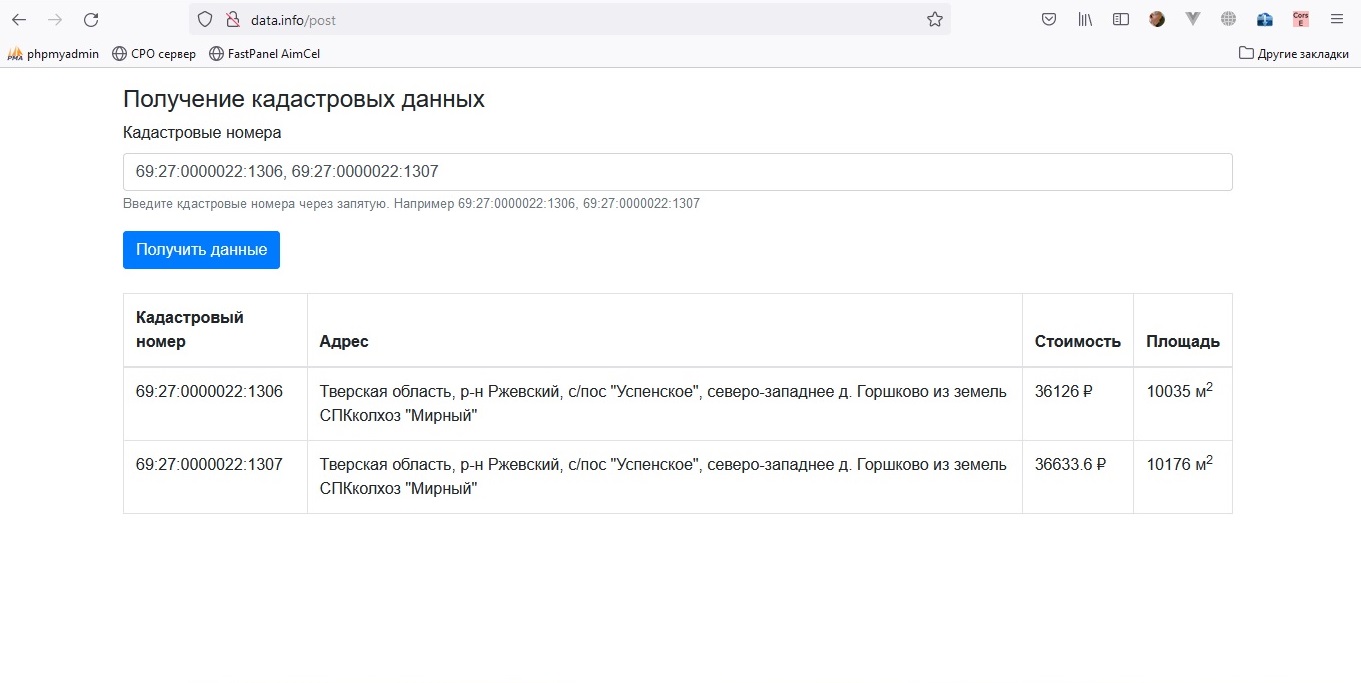 data.info/post
Cors
E
phpmyadmin
СРО сервер
FastPanel AimCel
Другие закладки
Получение кадастровых данных
Кадастровые номера
69:27:0000022:1306, 69:27:0000022:1307
Введите кдастровые номера через запятую. Например 69:27:0000022:1306, 69:27:0000022:1307
Получить данные
Кадастровый
номер
Адрес
Стоимость
Площадь
69:27:0000022:1306
Тверская область, р-н Ржевский, с/пос "Успенское", северо-западнее д. Горшково из земель
СПКколхоз "Мирный"
36126 ₽
10035 м²
69:27:0000022:1307
Тверская область, р-н Ржевский, с/пос "Успенское", северо-западнее д. Горшково из земель
СПКколхоз "Мирный"
36633.6 ₽
10176 м²